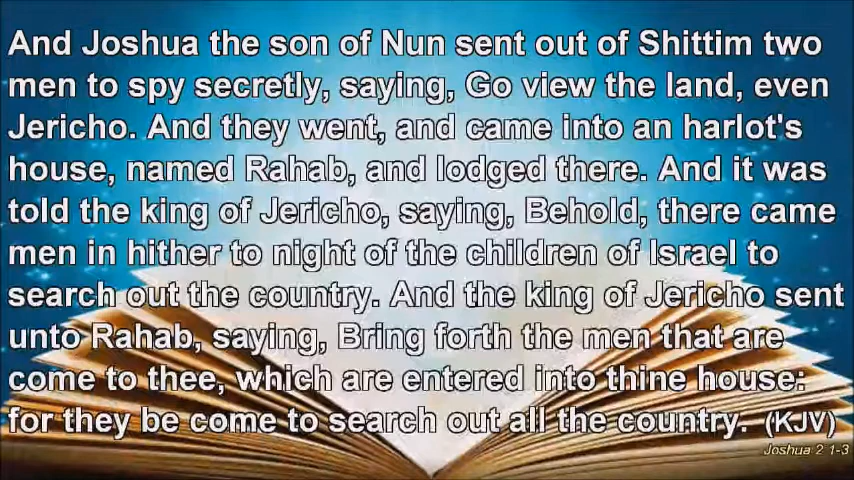 And Joshua the son of Nun sent out of Shittim two
men to spy secretly, saying, Go view the land, even
Jericho. And they went, and came into an harlot's
house, named Rahab, and lodged there. And it was
told the king of Jericho, saying, Behold, there came
men in hither to night of the children of Israel to
search out the country. And the king of Jericho sent
unto Rahab, saying, Bring forth the men that are
come to thee, which are entered into thine house:
for they be come to search out all the country. (KJV)
Joshua 2 1-3